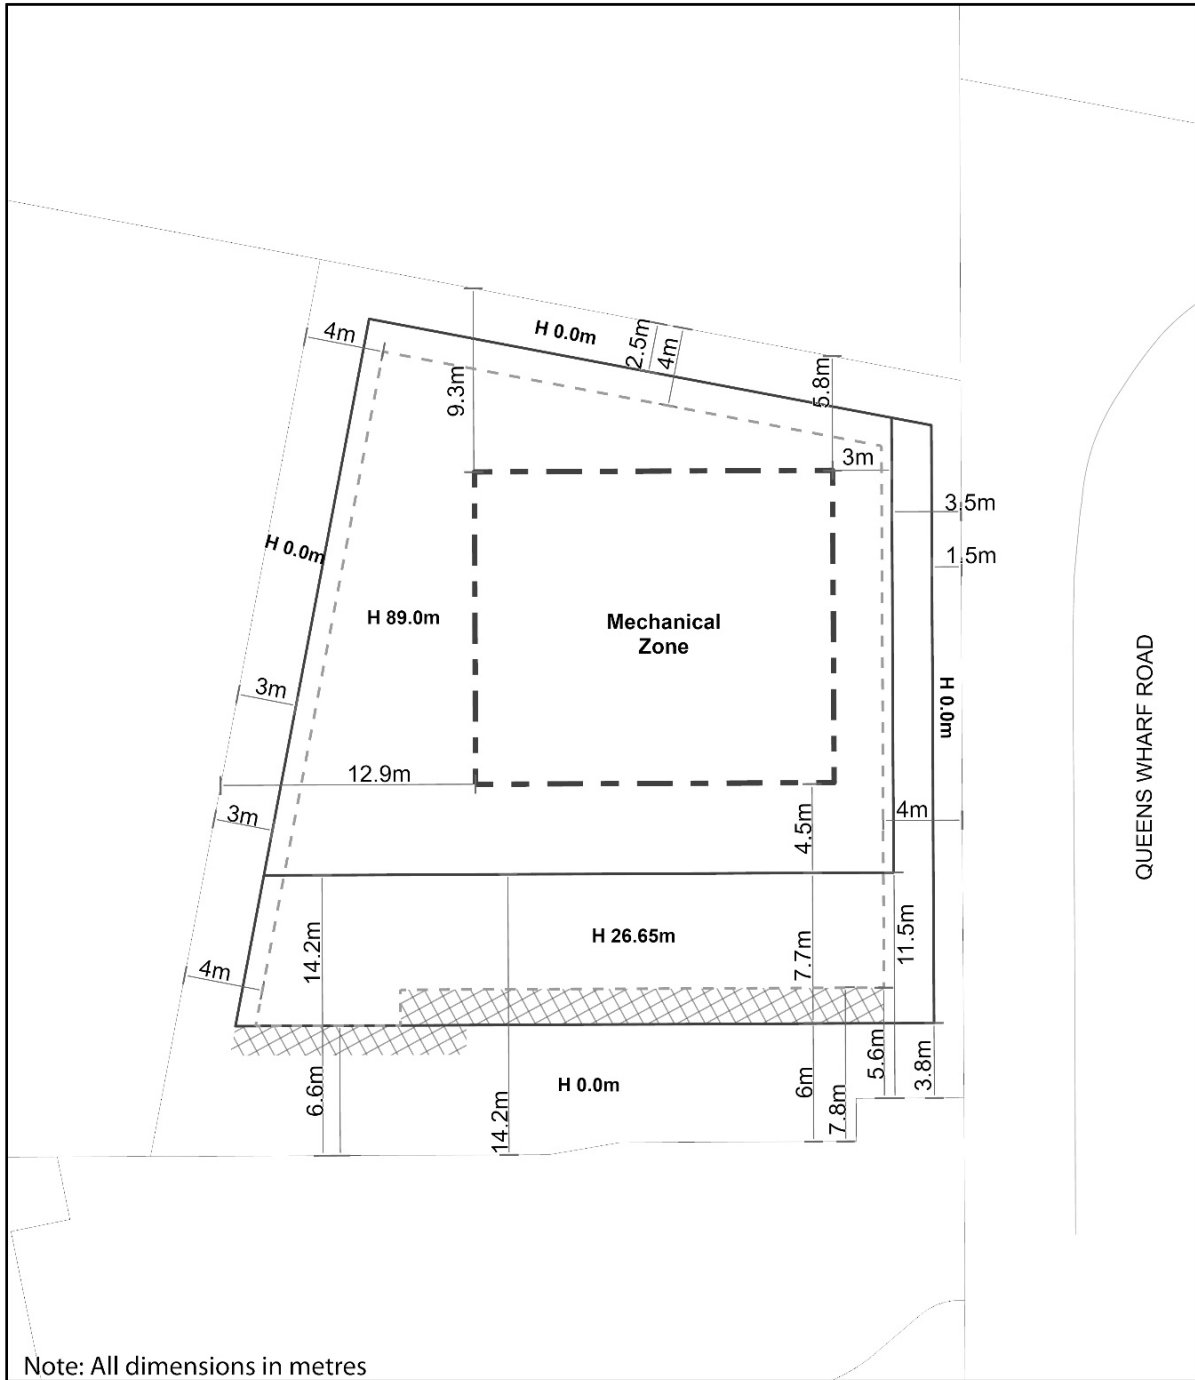 H 0.0m
4m
2.5m
4m
9.3m
5.8m
3m
3.5m
1.5m
H 0.0m
H 89.0m
Mechanical
Zone
H 0.0m
QUEENS WHARF ROAD
3m
12.9m
3m
4.5m
4m
H 26.65m
14.2m
7.7m
11.5m
4m
H 0.0m
6.6m
14.2m
6m
7.8m
5.6m
3.8m
Note: All dimensions in metres